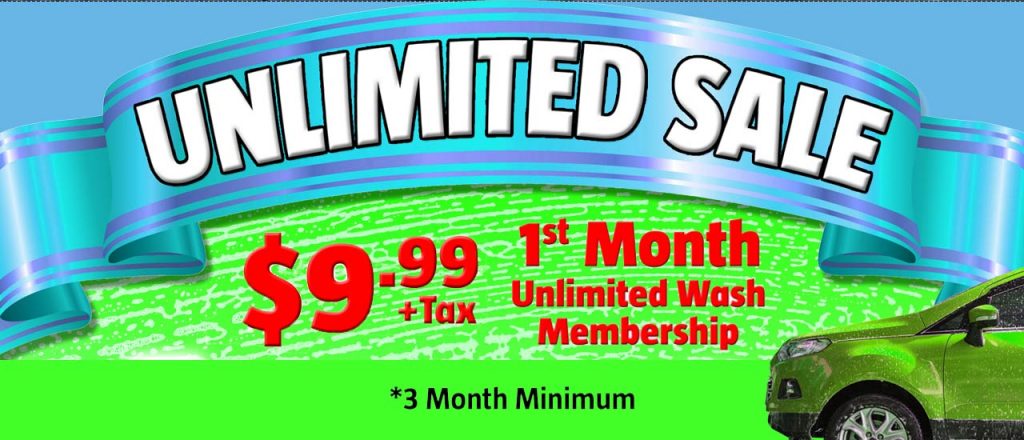 UNLIMITED SALE
$9.99
+Tax
1st Month
Unlimited Wash
Membership
*3 Month Minimum